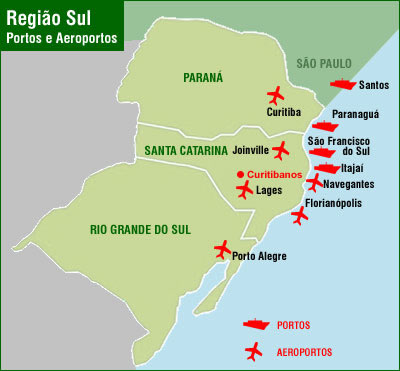 Região Sul
Portos e Aeroportos
SÃO PAULO
PARANÁ
Santos
Curitiba
Paranaguá
São Francisco
do Sul
SANTA CATARINA
Joinville
Itajaí
Curitibanos
Navegantes
Lages
Florianópolis
RIO GRANDE DO SUL
Porto Alegre
PORTOS
AEROPORTOS